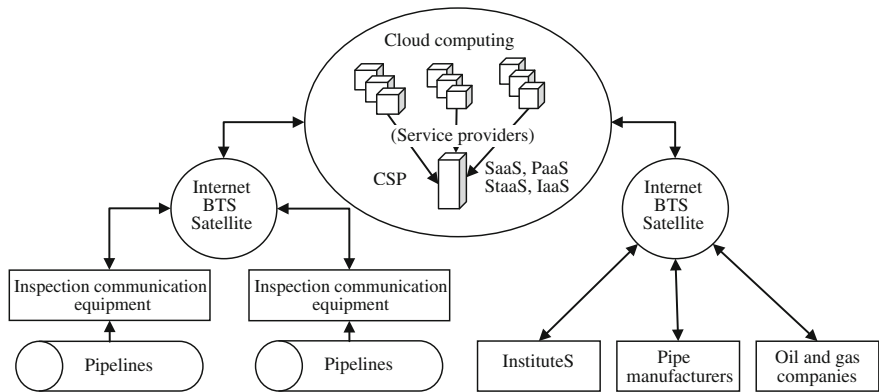 Cloud computing
(Service providers)
CSP
SaaS, PaaS
StaaS, IaaS
Internet
BTS
Satellite
Internet
BTS
Satellite
Inspection communication
equipment
Inspection communication
equipment
Pipelines
Pipelines
InstituteS
Pipe
manufacturers
Oil and gas
companies